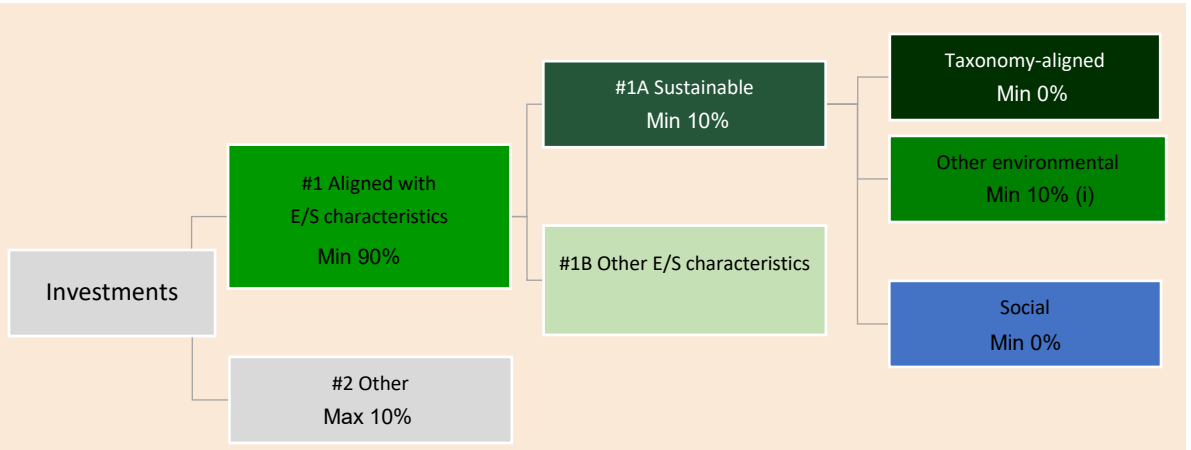 Investments
#1 Aligned with
E/S characteristics
Min 90%
#2 Other
Max 10%
#1A Sustainable
Min 10%
#1B Other E/S characteristics
Taxonomy-aligned
Min 0%
Other environmental
Min 10% (i)
Social
Min 0%